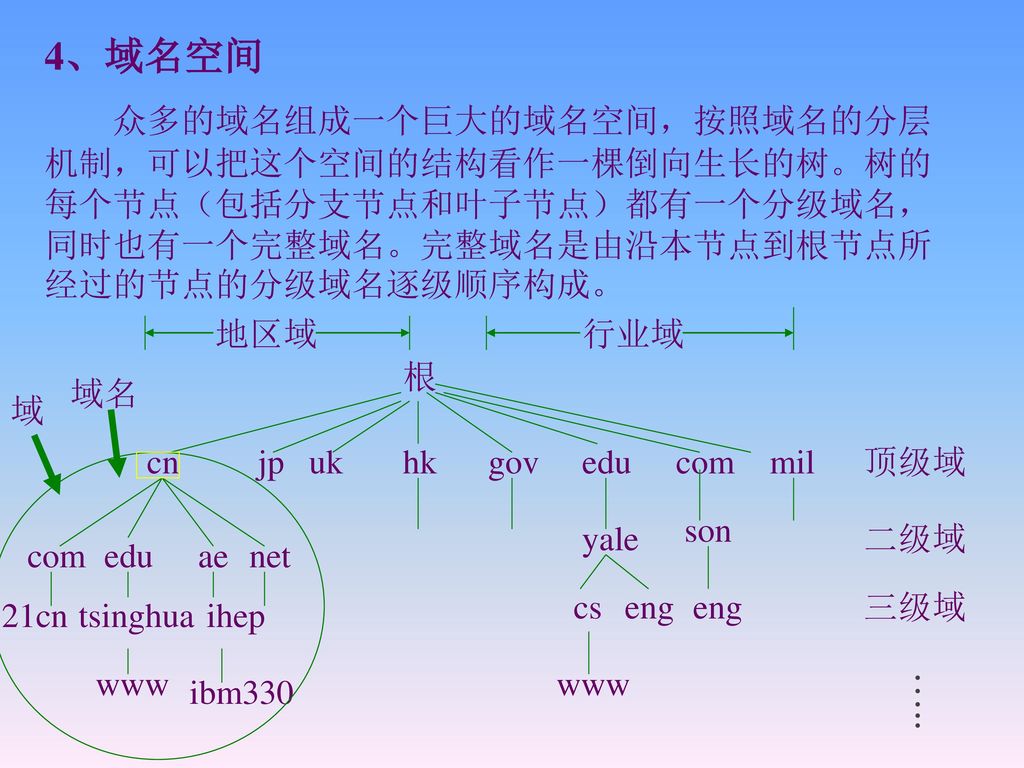 4、域名空间
众多的域名组成一个巨大的域名空间，按照域名的分层
机制，可以把这个空间的结构看作一棵倒向生长的树。树的
每个节点（包括分支节点和叶子节点）都有一个分级域名，
同时也有一个完整域名。完整域名是由沿本节点到根节点所
经过的节点的分级域名逐级顺序构成。
地区域 行业域
根
域名
域
cn jp uk hk gov edu com mil 顶级域
com edu ae net yale son 二级域
21cn tsinghua ihep cs eng eng 三级域
www ibm330 www ······